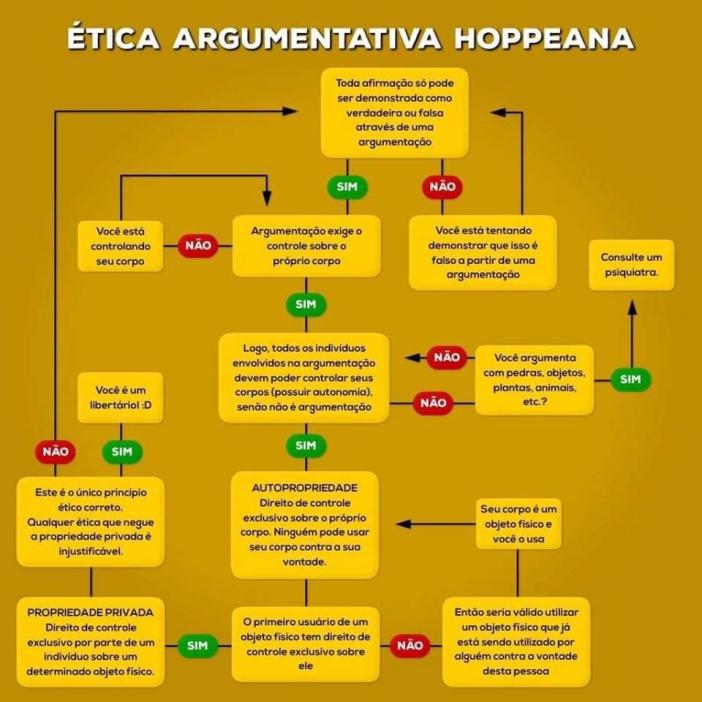 ÉTICA ARGUMENTATIVA HOPPEANA
Toda afirmação só pode
ser demonstrada como
verdadeira ou falsa
através de uma
argumentação
SIM
NÃO
Você está
controlando
seu corpo
NÃO
Argumentação exige o
controle sobre o
próprio corpo
Você está tentando
demonstrar que isso é
falso a partir de uma
argumentação
Consulte um
psiquiatra.
SIM
Logo, todos os indivíduos
envolvidos na argumentação
devem poder controlar seus
corpos (possuir autonomia),
senão não é argumentação
NÃO
NÃO
Você argumenta
com pedras, objetos,
plantas, animais,
etc.?
SIM
Você é um
libertário! :D
NÃO
SIM
SIM
Este é o único principio
ético correto.
Qualquer ética que negue
a propriedade privada é
injustificável.
AUTOPROPRIEDADE
Direito de controle
exclusivo sobre o próprio
corpo. Ninguém pode usar
seu corpo contra a sua
vontade.
Seu corpo é um
objeto físico e
você o usa
PROPRIEDADE PRIVADA
Direito de controle
exclusivo por parte de um
indivíduo sobre um
determinado objeto físico.
SIM
O primeiro usuário de um
objeto físico tem direito de
controle exclusivo sobre
ele
NÃO
Então seria válido utilizar
um objeto físico que já
está sendo utilizado por
alguém contra a vontade
desta pessoa